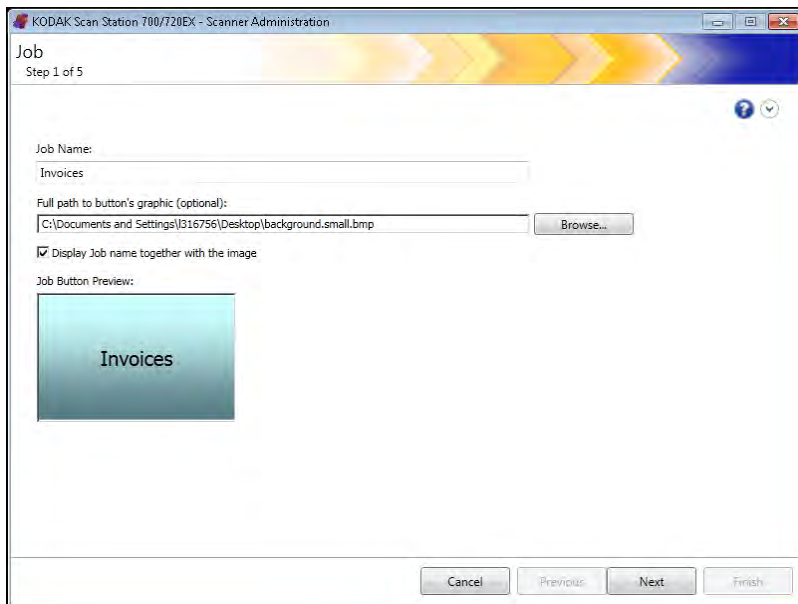 KODAK Scan Station 700/720EX - Scanner Administration
Job
Step 1 of 5
Job Name:
Invoices
Full path to button's graphic (optional):
C:\Documents and Settings\l316756\Desktop\background.small.bmp
Browse...
Display Job name together with the image
Job Button Preview:
Invoices
Cancel Previous Next Finish